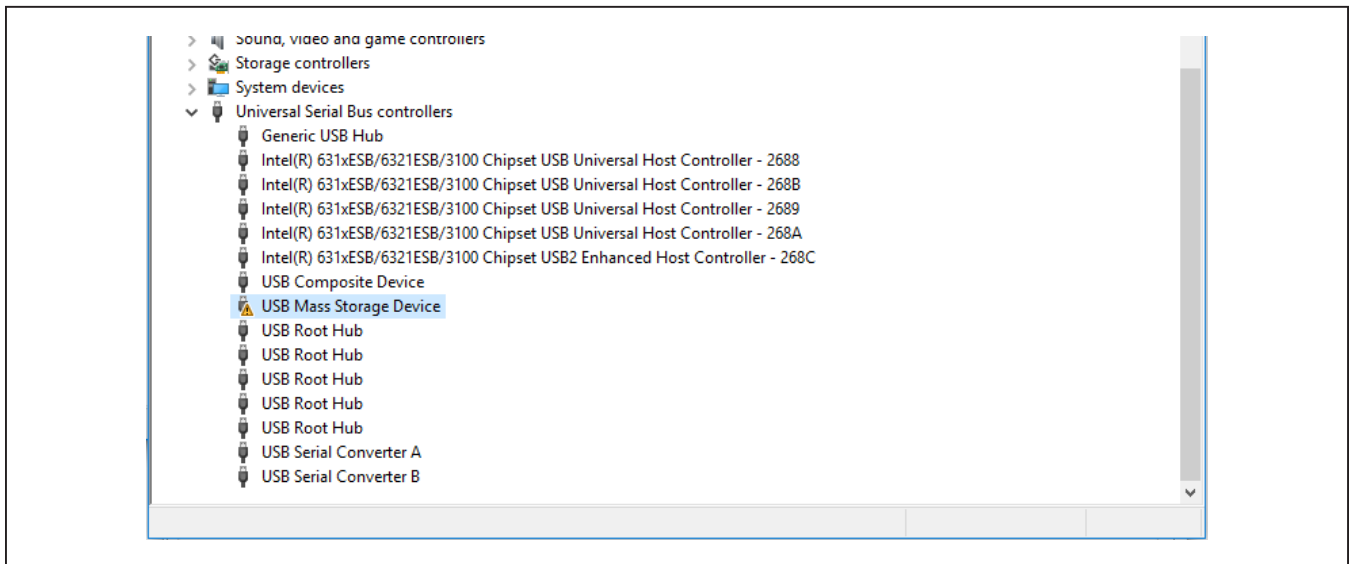 Sound, video and game controllers
Storage controllers
System devices
Universal Serial Bus controllers
Generic USB Hub
Intel(R) 631xESB/6321ESB/3100 Chipset USB Universal Host Controller - 2688
Intel(R) 631xESB/6321ESB/3100 Chipset USB Universal Host Controller - 268B
Intel(R) 631xESB/6321ESB/3100 Chipset USB Universal Host Controller - 2689
Intel(R) 631xESB/6321ESB/3100 Chipset USB Universal Host Controller - 268A
Intel(R) 631xESB/6321ESB/3100 Chipset USB2 Enhanced Host Controller - 268C
USB Composite Device
USB Mass Storage Device
USB Root Hub
USB Root Hub
USB Root Hub
USB Root Hub
USB Root Hub
USB Serial Converter A
USB Serial Converter B